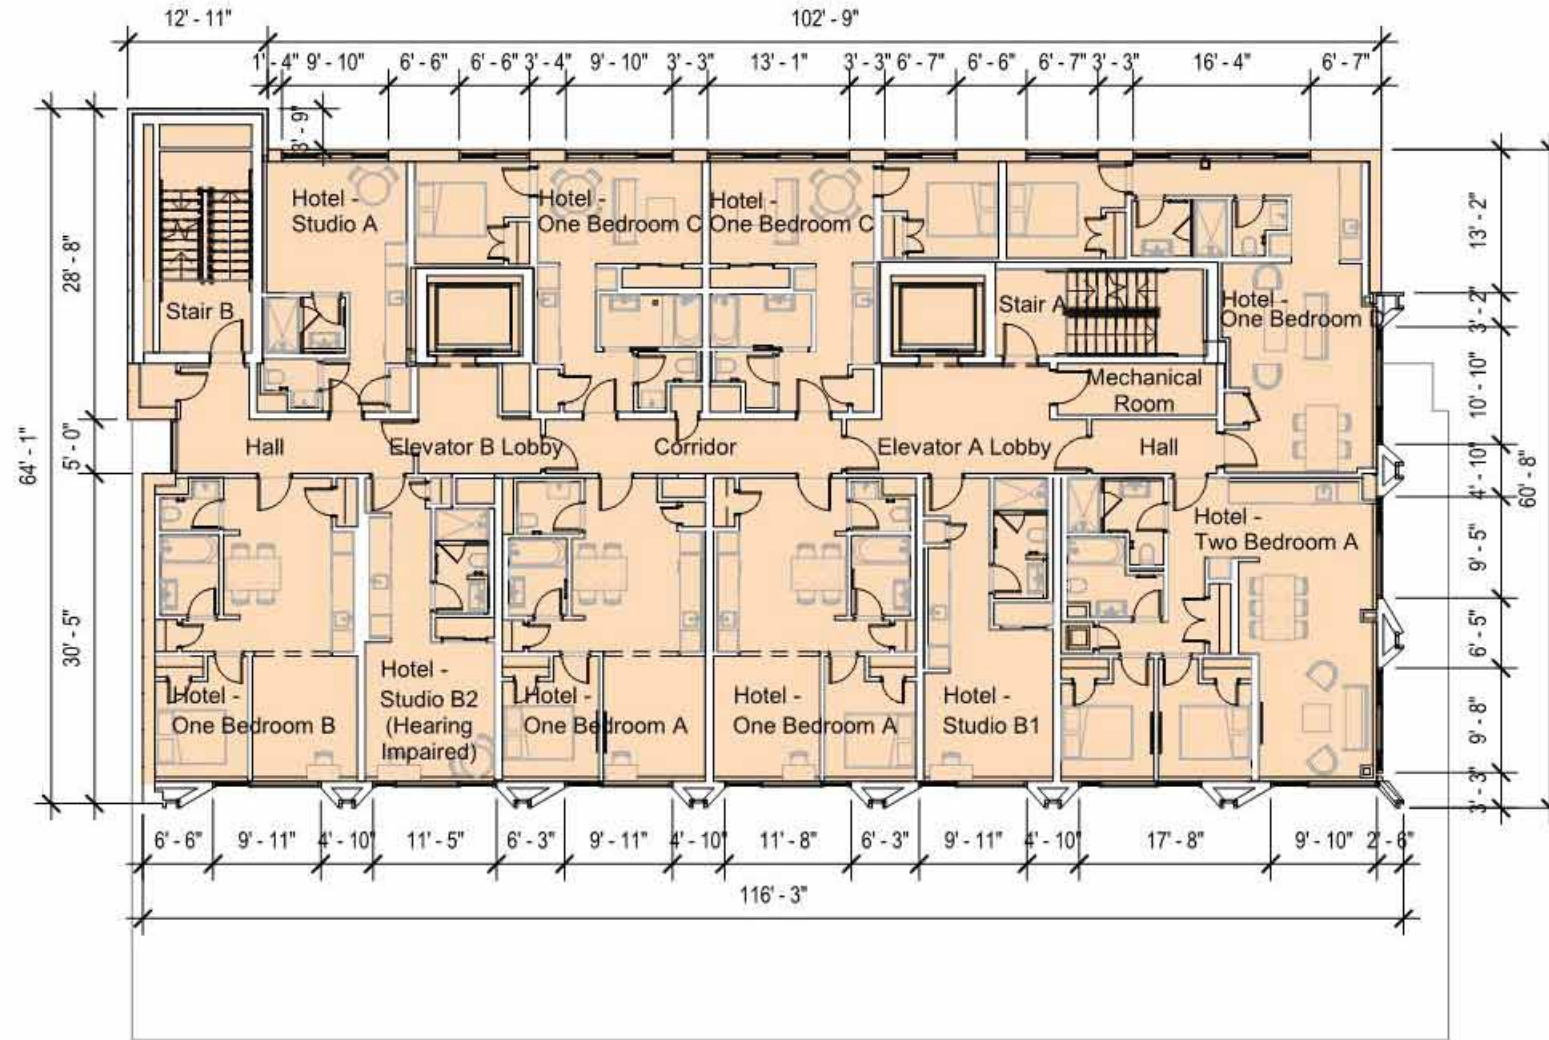 12' - 11"
102' - 9"
1' - 4"
9' - 10"
6' - 6"
6' - 6"
3' - 4"
9' - 10"
3' - 3"
13' - 1"
3' - 3"
6' - 7"
6' - 6"
6' - 7"
3' - 3"
16' - 4"
6' - 7"
3' - 9"
Hotel -
Studio A
Hotel -
One Bedroom C
Hotel -
One Bedroom C
Stair B
Stair A
Hotel -
One Bedroom D
Mechanical
Room
Hall
Elevator B Lobby
Corridor
Elevator A Lobby
Hall
64' - 1"
28' - 8"
5' - 0"
30' - 5"
13' - 2"
3' - 2"
10' - 10"
4' - 10"
9' - 5"
6' - 5"
9' - 8"
3' - 3"
60' - 8"
Hotel -
Two Bedroom A
Hotel -
One Bedroom B
Hotel -
Studio B2
(Hearing
Impaired)
Hotel -
One Bedroom A
Hotel -
One Bedroom A
Hotel -
Studio B1
6' - 6"
9' - 11"
4' - 10"
11' - 5"
6' - 3"
9' - 11"
4' - 10"
11' - 8"
6' - 3"
9' - 11"
4' - 10"
17' - 8"
9' - 10"
2' - 6"
116' - 3"